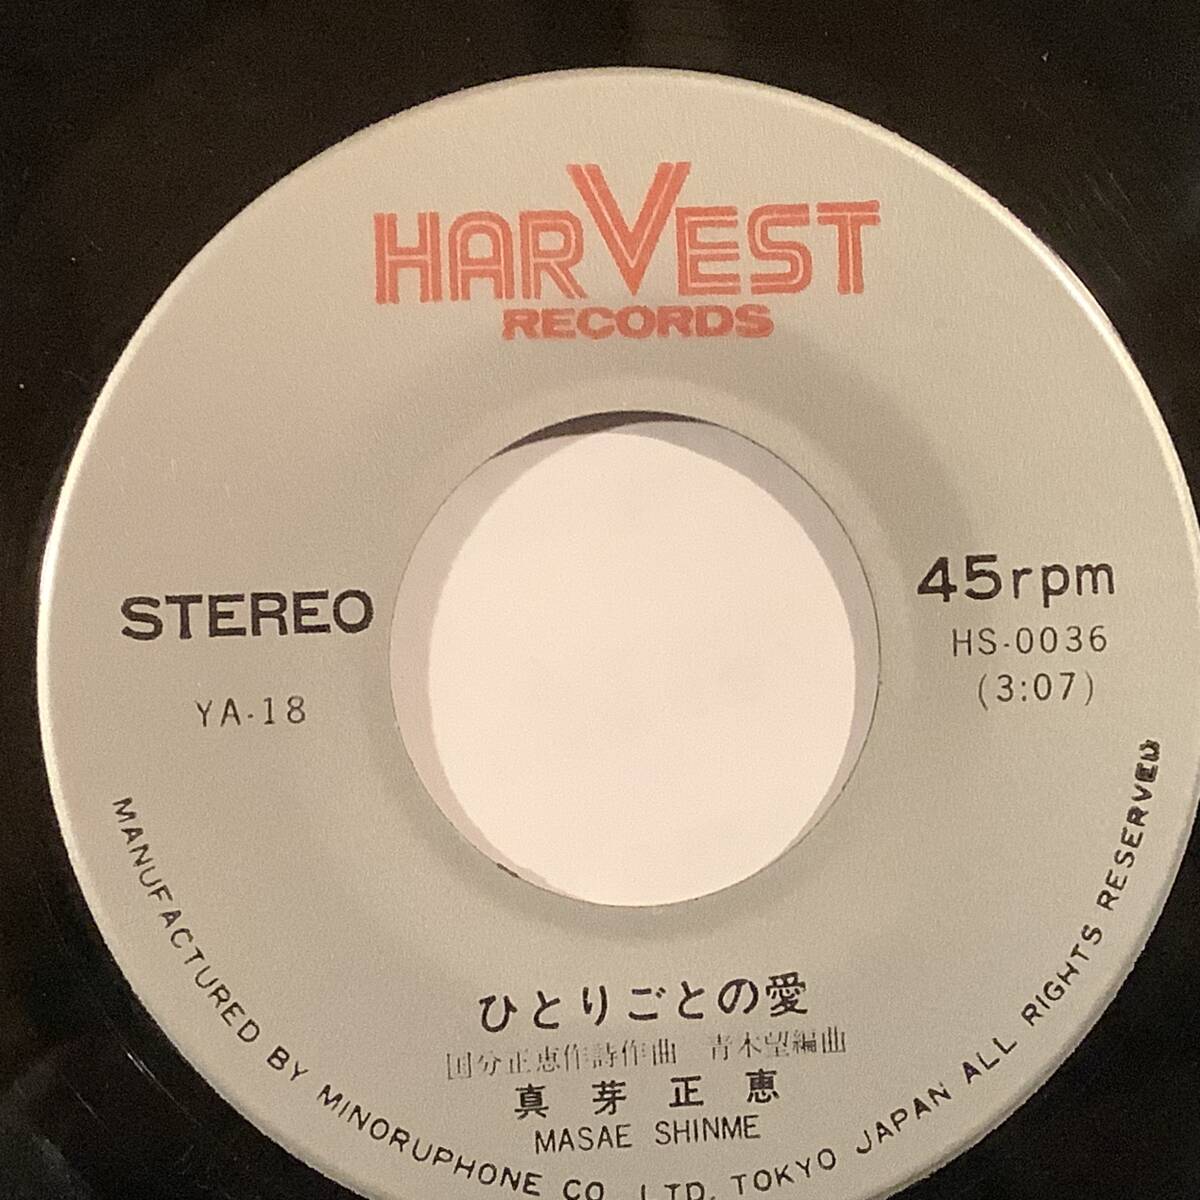 HARVEST
RECORDS
STEREO
45rpm
HS-0036
YA-18
(3:07)
ひとりごとの愛
国分正恵作詩作曲 青木望編曲
真芽正恵
MASAE SHINME
MANUFACTURED BY MINORUPHONE CO., LTD. TOKYO JAPAN ALL RIGHTS RESERVED